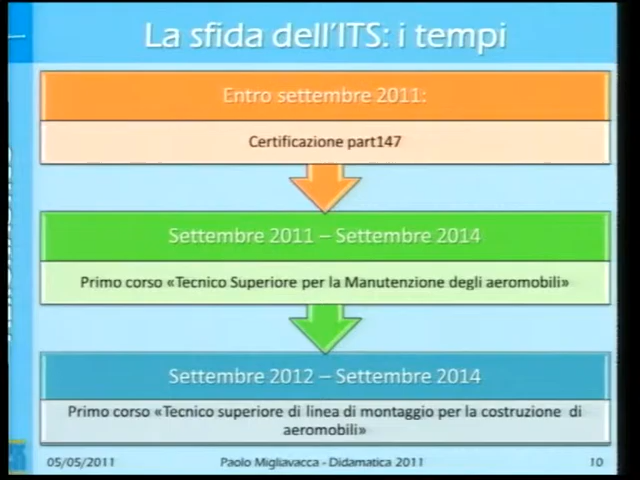 La sfida dell'ITS: i tempi
Entro settembre 2011:
Certificazione part147
Settembre 2011 – Settembre 2014
Primo corso «Tecnico Superiore per la Manutenzione degli aeromobili»
Settembre 2012 – Settembre 2014
Primo corso «Tecnico superiore di linea di montaggio per la costruzione di
aeromobili»
05/05/2011
Paolo Migliavacca - Didamatica 2011
10